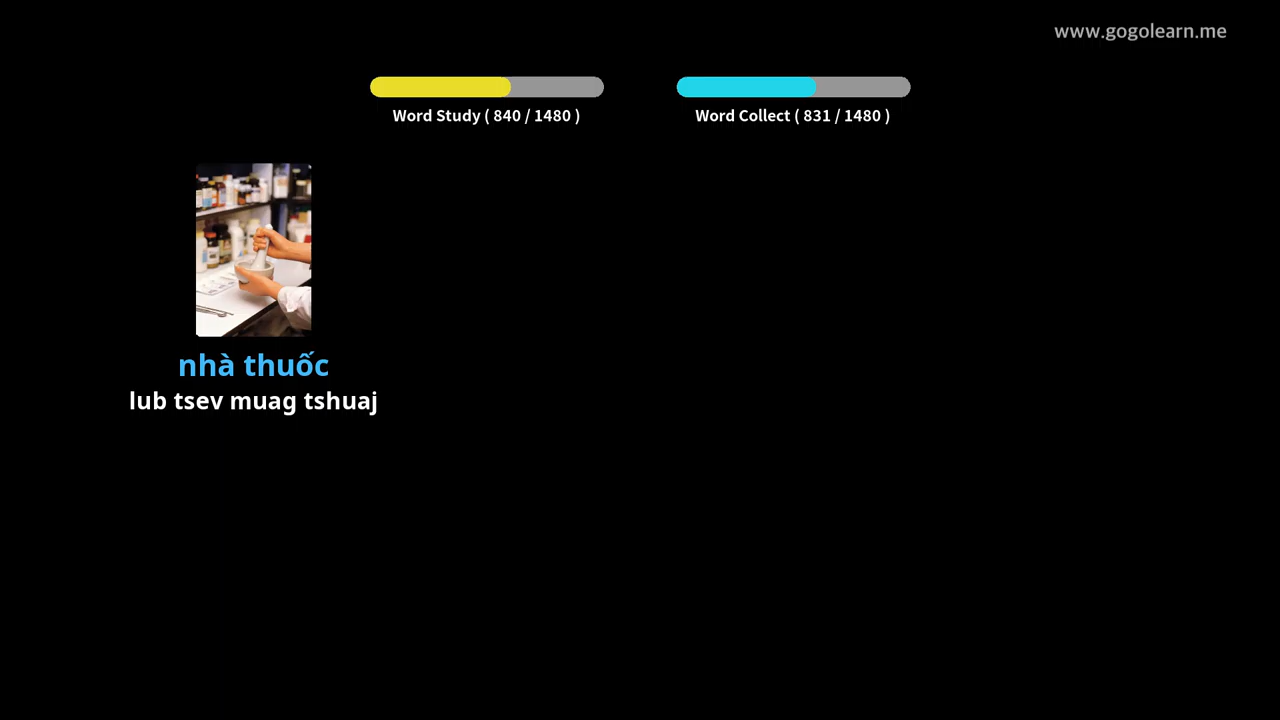 www.gogolearn.me
Word Study ( 840 / 1480 )
Word Collect ( 831 / 1480 )
nhà thuốc
lub tsev muag tshuaj